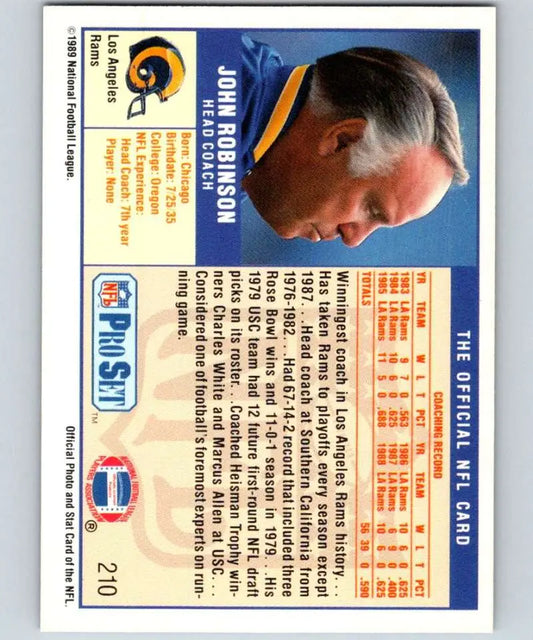 THE OFFICIAL NFL CARD
COACHING RECORD
YR TEAM W L T PCT YR TEAM W L T PCT
1983 LA Rams 9 7 0 .563 1986 LA Rams 10 6 0 .625
1984 LA Rams 10 6 0 .625 1987 LA Rams 6 9 0 .400
1985 LA Rams 11 5 0 .688 1988 LA Rams 10 6 0 .625
TOTALS 56 39 0 .590
Winningest coach in Los Angeles Rams history...
Has taken Rams to playoffs every season except
1987...Head coach at Southern California from
1976-1982...Had 67-14-2 record that included three
Rose Bowl wins and 11-0-1 season in 1979...His
1979 USC team had 12 future first-round NFL draft
picks on its roster...Coached Heisman Trophy win-
ners Charles White and Marcus Allen at USC...
Considered one of football's foremost experts on run-
ning game.
JOHN ROBINSON
HEAD COACH
Born: Chicago
Birthdate: 7/25/35
College: Oregon
NFL Experience:
Head Coach: 7th year
Player: None
Los Angeles
Rams
NFL
PRO SET
™
®
210
©1989 National Football League.
Official Photo and Stat Card of the NFL.